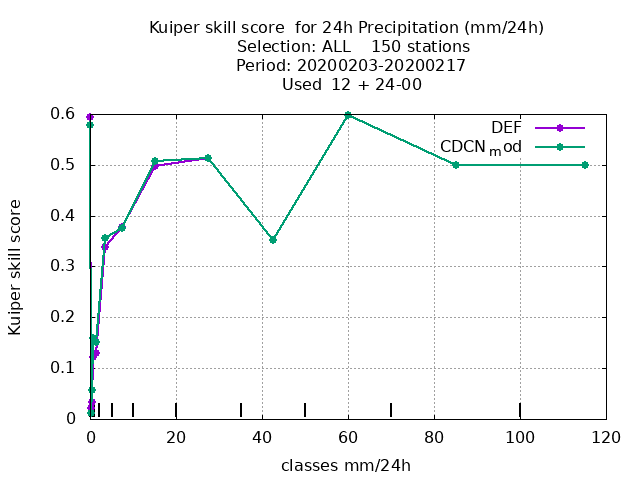 Kuiper skill score  for 24h Precipitation (mm/24h)
Selection: ALL    150 stations
Period: 20200203-20200217
Used  12 + 24-00
DEF
CDCN_mod
Kuiper skill score
0.6
0.5
0.4
0.3
0.2
0.1
0
0 20 40 60 80 100 120
classes mm/24h